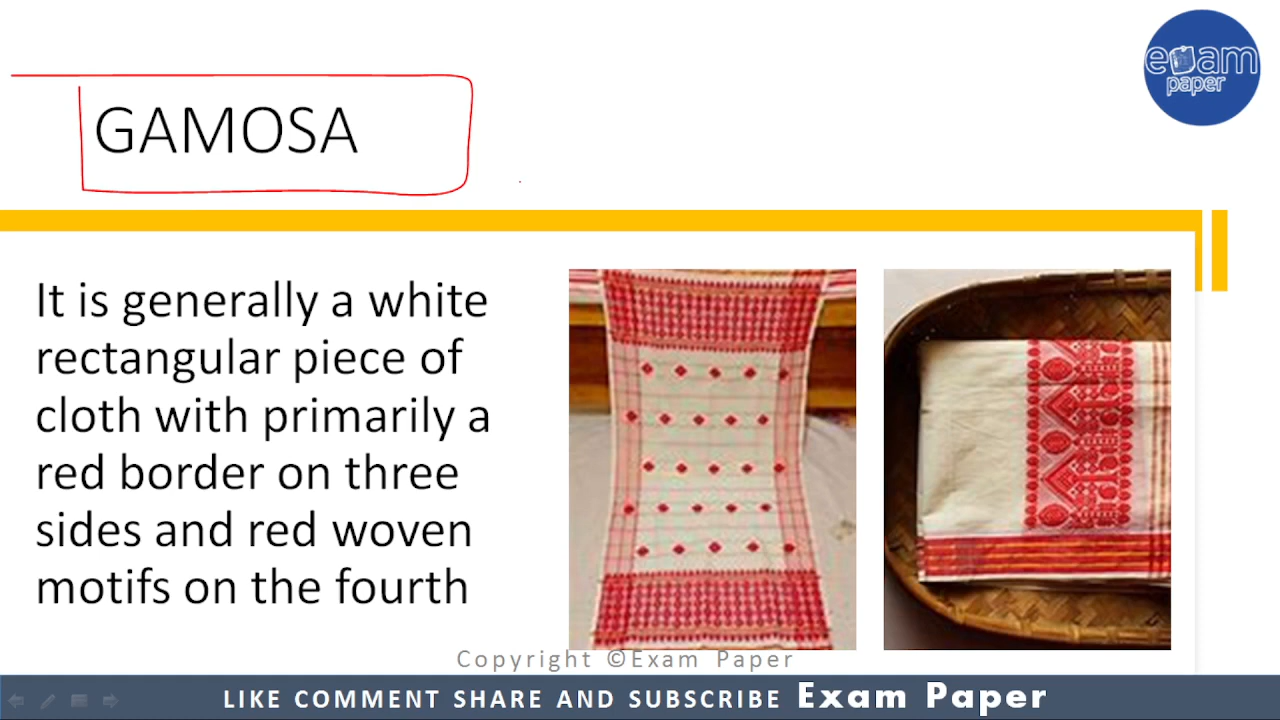 exam
paper
GAMOSA
It is generally a white
rectangular piece of
cloth with primarily a
red border on three
sides and red woven
motifs on the fourth
Copyright ©Exam Paper
LIKE COMMENT SHARE AND SUBSCRIBE Exam Paper